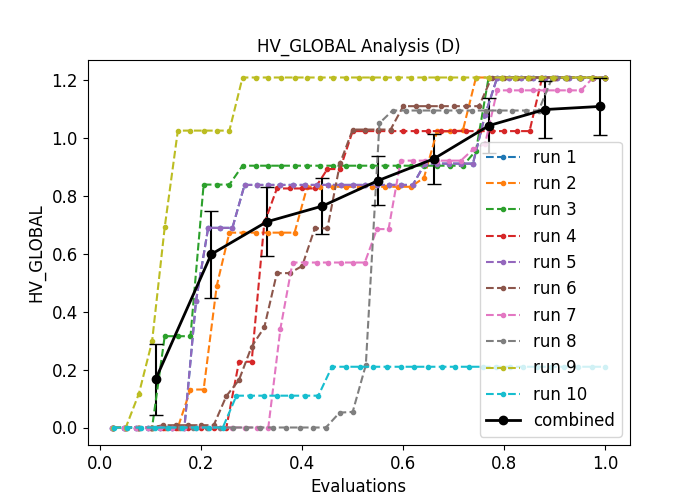 HV_GLOBAL Analysis (D)
HV_GLOBAL
1.2
1.0
0.8
0.6
0.4
0.2
0.0
0.0 0.2 0.4 0.6 0.8 1.0
Evaluations
run 1
run 2
run 3
run 4
run 5
run 6
run 7
run 8
run 9
run 10
combined